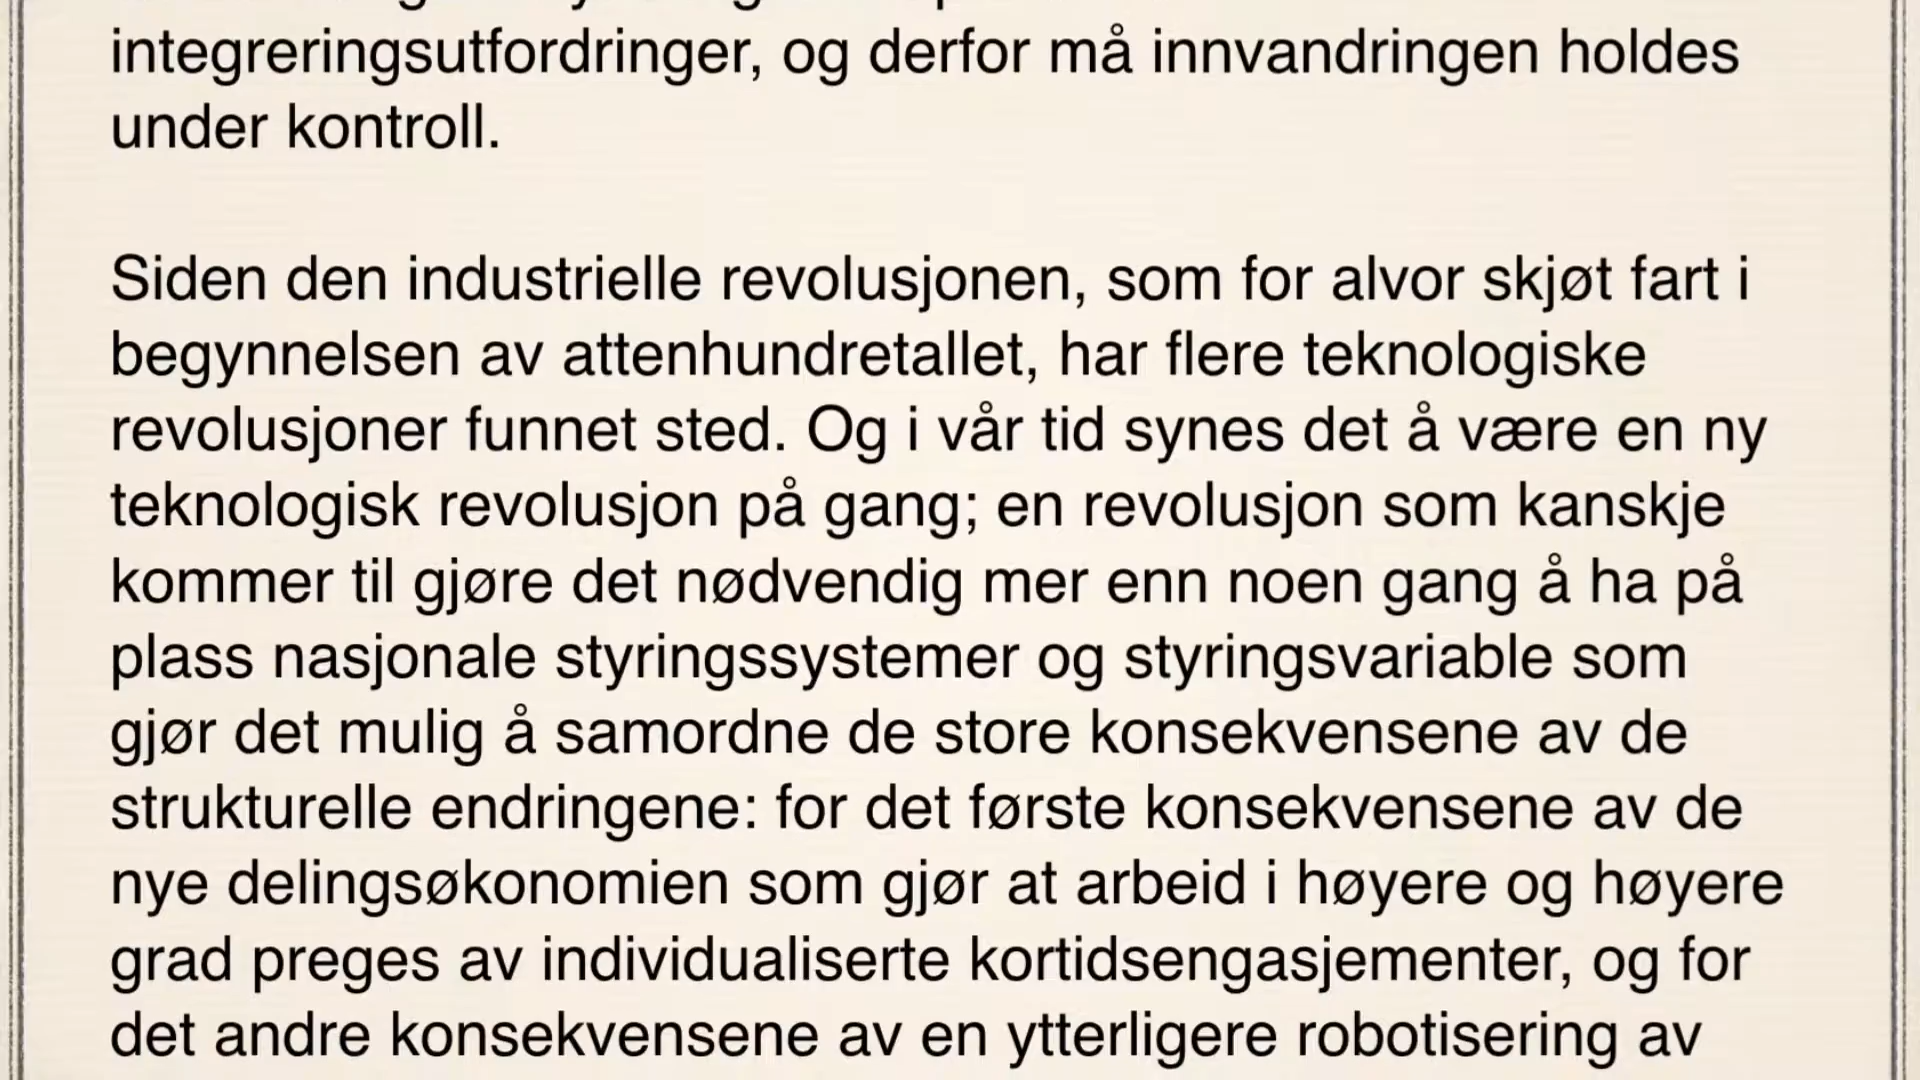 integreringsutfordringer, og derfor må innvandringen holdes
under kontroll.
Siden den industrielle revolusjonen, som for alvor skjøt fart i
begynnelsen av attenhundretallet, har flere teknologiske
revolusjoner funnet sted. Og i vår tid synes det å være en ny
teknologisk revolusjon på gang; en revolusjon som kanskje
kommer til gjøre det nødvendig mer enn noen gang å ha på
plass nasjonale styringssystemer og styringsvariable som
gjør det mulig å samordne de store konsekvensene av de
strukturelle endringene: for det første konsekvensene av de
nye delingsøkonomien som gjør at arbeid i høyere og høyere
grad preges av individualiserte kortidsengasjementer, og for
det andre konsekvensene av en ytterligere robotisering av